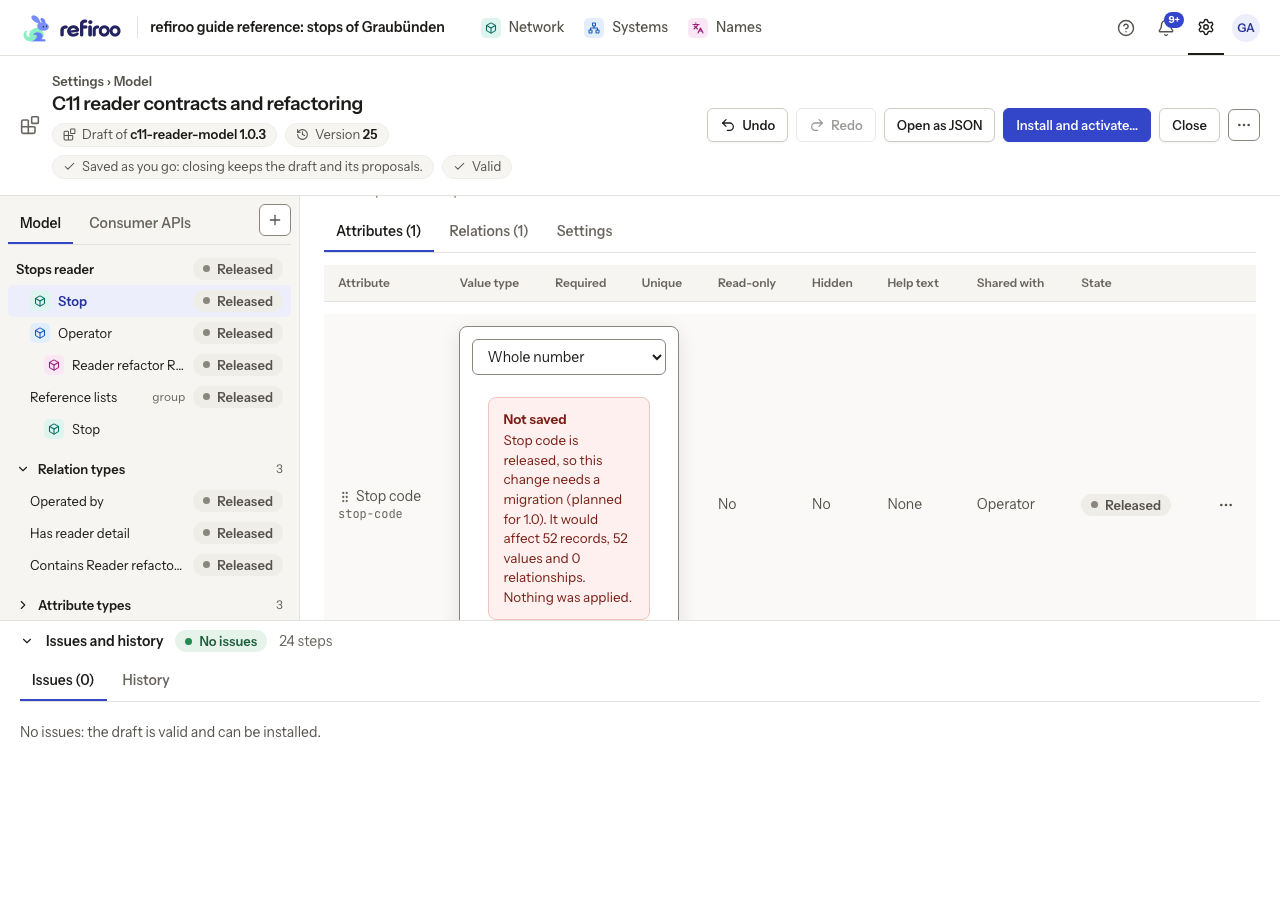 refiroo
refiroo guide reference: stops of Graubünden
Network
Systems
Names
9+
GA
Settings › Model
C11 reader contracts and refactoring
Draft of c11-reader-model 1.0.3
Version 25
Saved as you go: closing keeps the draft and its proposals.
Valid
Undo
Redo
Open as JSON
Install and activate...
Close
Model
Consumer APIs
Stops reader
Released
Stop
Released
Operator
Released
Reader refactor R...
Released
Reference lists
group
Released
Stop
Relation types
3
Operated by
Released
Has reader detail
Released
Contains Reader refacto...
Released
Attribute types
3
Attributes (1)
Relations (1)
Settings
Attribute
Value type
Required
Unique
Read-only
Hidden
Help text
Shared with
State
Stop code
stop-code
Whole number
Not saved
Stop code is
released, so this
change needs a
migration (planned
for 1.0). It would
affect 52 records, 52
values and 0
relationships.
Nothing was applied.
No
No
None
Operator
Released
Issues and history
No issues
24 steps
Issues (0)
History
No issues: the draft is valid and can be installed.